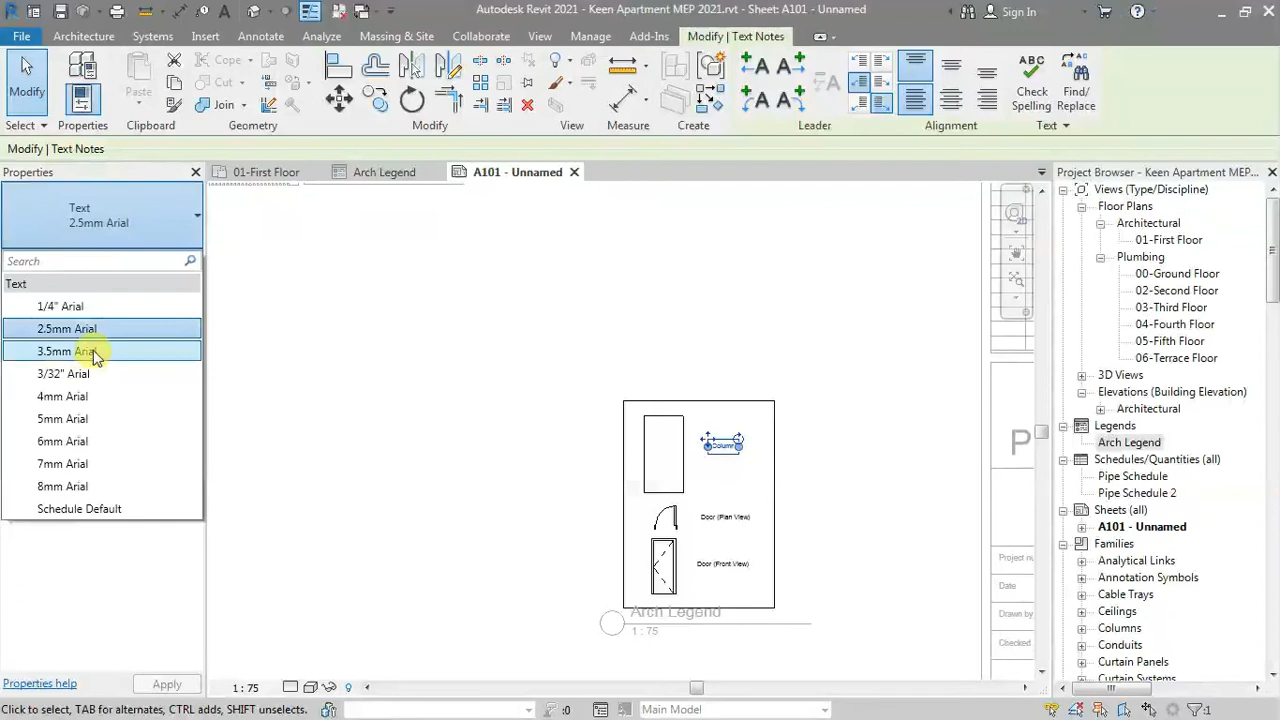 Autodesk Revit 2021 - Keen Apartment MEP 2021.rvt - Sheet: A101 - Unnamed
Sign In
File
Architecture
Systems
Insert
Annotate
Analyze
Massing & Site
Collaborate
View
Manage
Add-Ins
Modify | Text Notes
Modify
Paste
Cope
Cut
Join
Check
Spelling
Find/
Replace
Select
Properties
Clipboard
Geometry
Modify
View
Measure
Create
Leader
Alignment
Text
Modify | Text Notes
Properties
01-First Floor
Arch Legend
A101 - Unnamed
Project Browser - Keen Apartment MEP...
Text
2.5mm Arial
Search
Text
1/4" Arial
2.5mm Arial
3.5mm Arial
3/32" Arial
4mm Arial
5mm Arial
6mm Arial
7mm Arial
8mm Arial
Schedule Default
Properties help
Apply
Column
Door (Plan View)
Door (Front View)
Arch Legend
1 : 75
P
Project nu
Date
Drawn by
Checked
Views (Type/Discipline)
Floor Plans
Architectural
01-First Floor
Plumbing
00-Ground Floor
02-Second Floor
03-Third Floor
04-Fourth Floor
05-Fifth Floor
06-Terrace Floor
3D Views
Elevations (Building Elevation)
Architectural
Legends
Arch Legend
Schedules/Quantities (all)
Pipe Schedule
Pipe Schedule 2
Sheets (all)
A101 - Unnamed
Families
Analytical Links
Annotation Symbols
Cable Trays
Ceilings
Columns
Conduits
Curtain Panels
1 : 75
Click to select, TAB for alternates, CTRL adds, SHIFT unselects.
:0
Main Model
:1